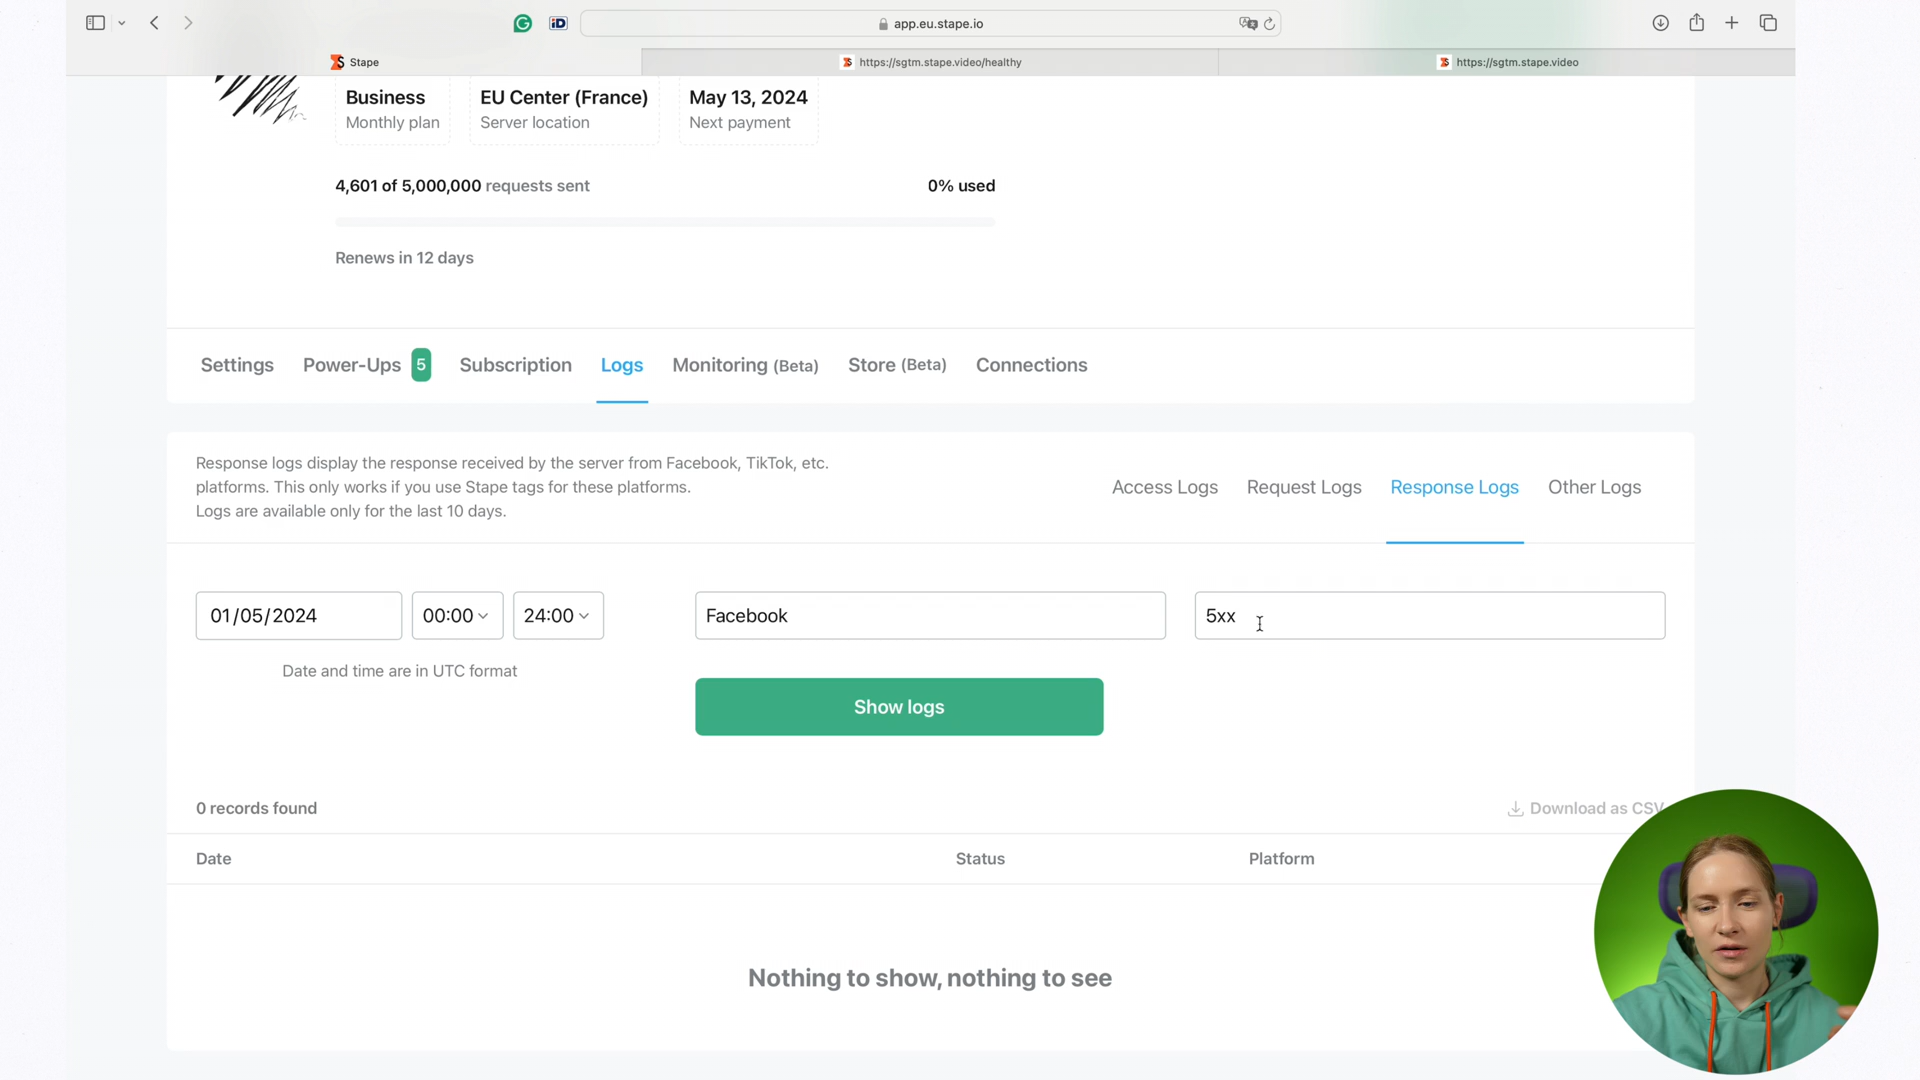 app.eu.stape.io
Stape
https://sgtm.stape.video/healthy
https://sgtm.stape.video
Business
Monthly plan
EU Center (France)
Server location
May 13, 2024
Next payment
4,601 of 5,000,000 requests sent
0% used
Renews in 12 days
Settings
Power-Ups 5
Subscription
Logs
Monitoring (Beta)
Store (Beta)
Connections
Response logs display the response received by the server from Facebook, TikTok, etc.
platforms. This only works if you use Stape tags for these platforms.
Logs are available only for the last 10 days.
Access Logs
Request Logs
Response Logs
Other Logs
01/05/2024
00:00
24:00
Facebook
5xx
Date and time are in UTC format
Show logs
0 records found
Download as CSV
Date
Status
Platform
Nothing to show, nothing to see